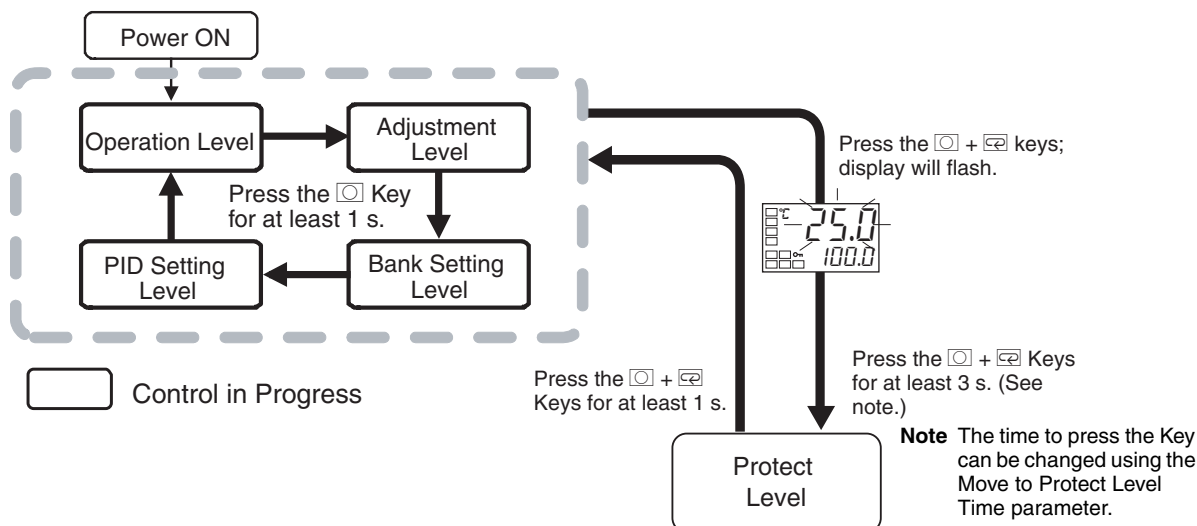 Power ON
Operation Level
Adjustment
Level
Press the Key
for at least 1 s.
PID Setting
Level
Bank Setting
Level
Control in Progress
Press the + keys;
display will flash.
°C
25.0
100.0
Press the +
Keys for at least 1 s.
Press the + Keys
for at least 3 s. (See
note.)
Protect
Level
Note The time to press the Key
can be changed using the
Move to Protect Level
Time parameter.